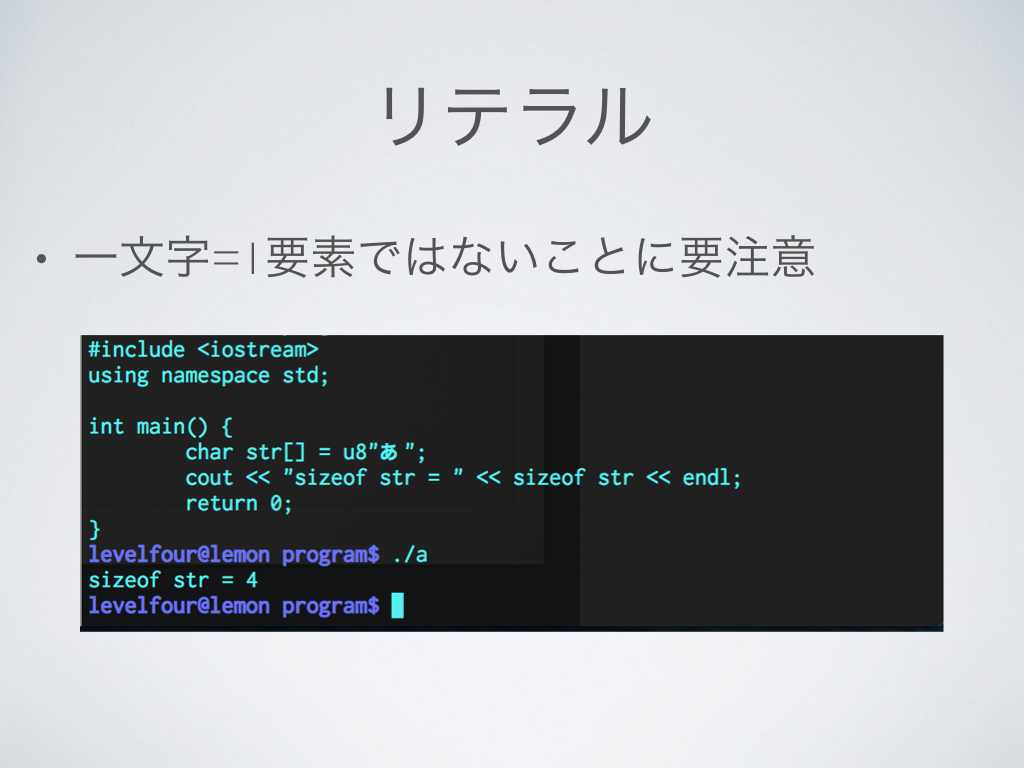 リテラル
• 一文字=1要素ではないことに要注意
#include <iostream>
using namespace std;
int main() {
char str[] = u8"あ";
cout << "sizeof str = " << sizeof str << endl;
return 0;
}
levelfour@lemon program$ ./a
sizeof str = 4
levelfour@lemon program$